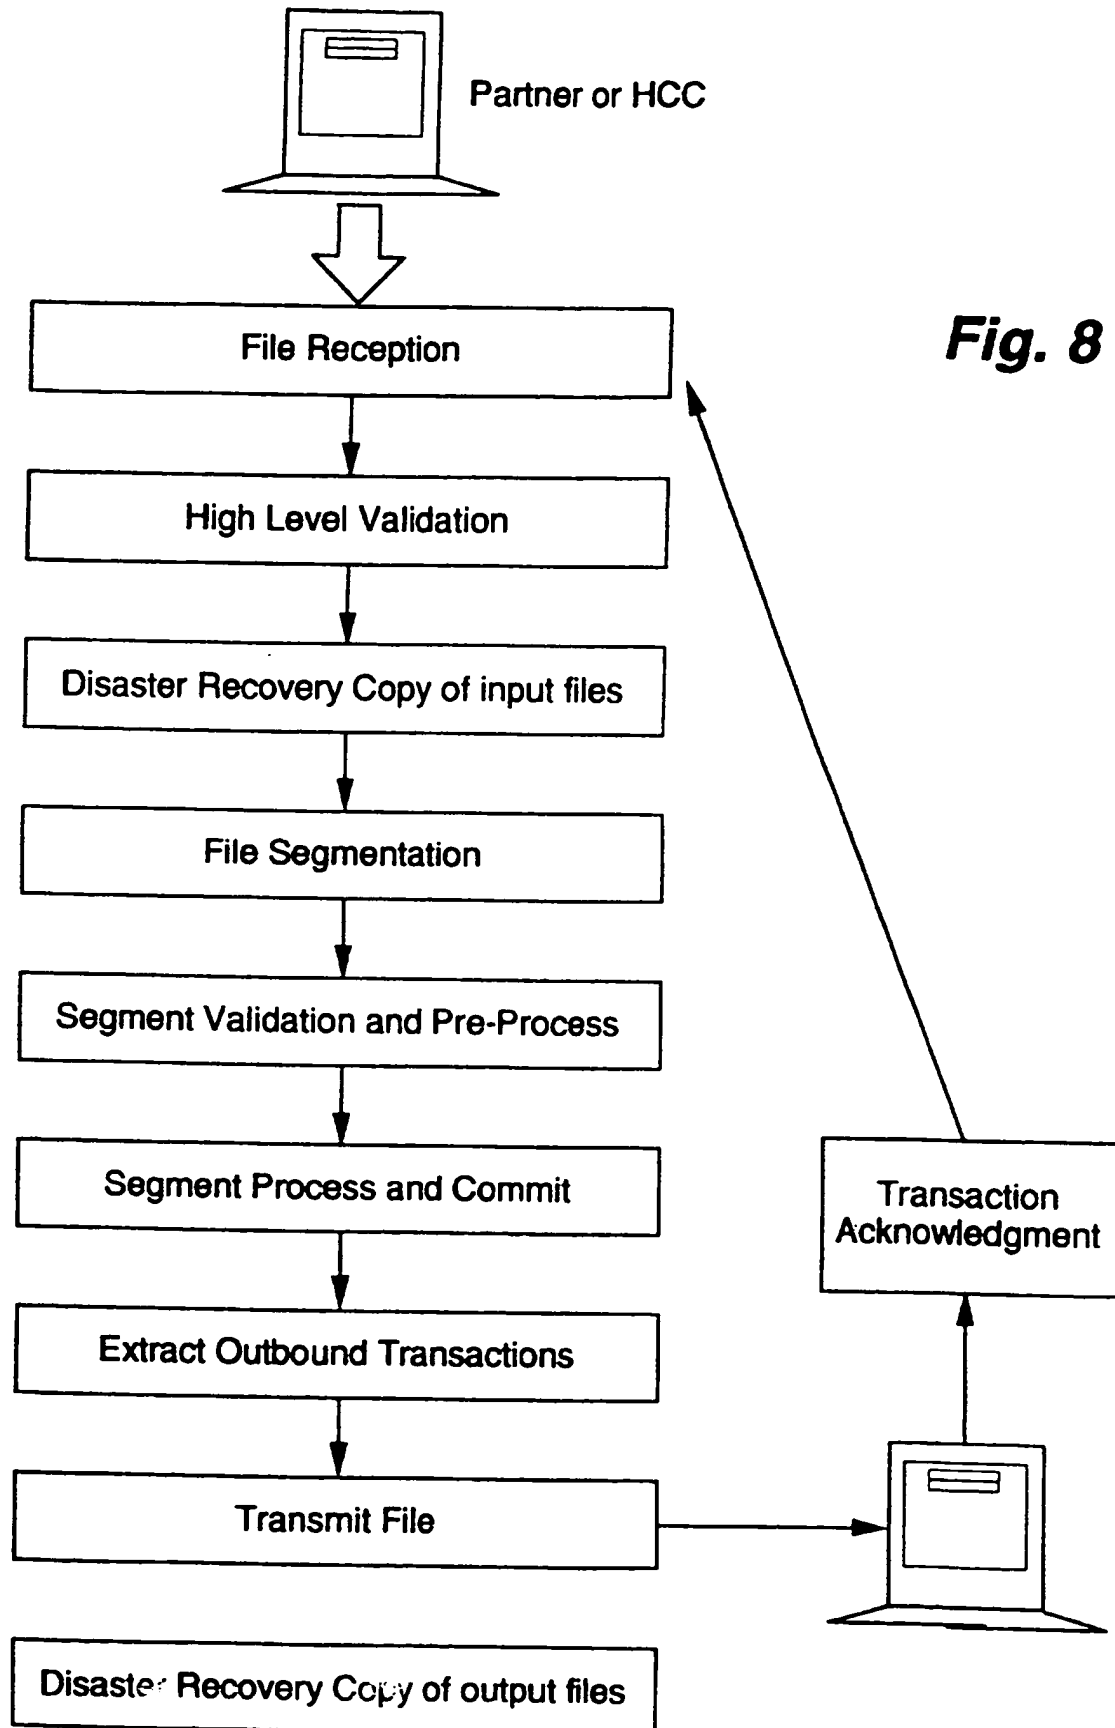 Partner or HCC
File Reception
Fig. 8
High Level Validation
Disaster Recovery Copy of input files
File Segmentation
Segment Validation and Pre-Process
Segment Process and Commit
Transaction
Acknowledgment
Extract Outbound Transactions
Transmit File
Disaster Recovery Copy of output files